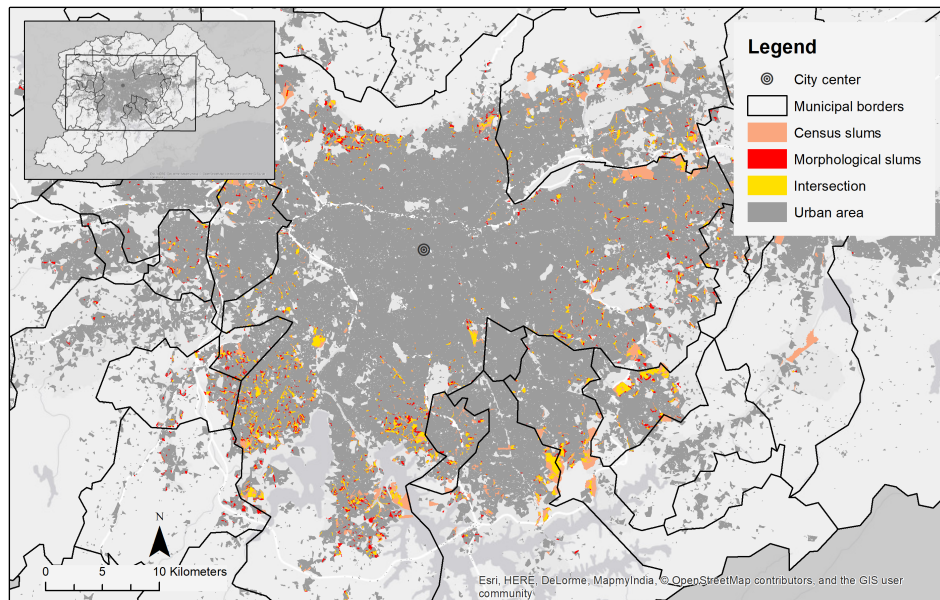 Legend
City center
Municipal borders
Census slums
Morphological slums
Intersection
Urban area
N
0 5 10 Kilometers
Esri, HERE, DeLorme, MapmyIndia, © OpenStreetMap contributors, and the GIS user
community